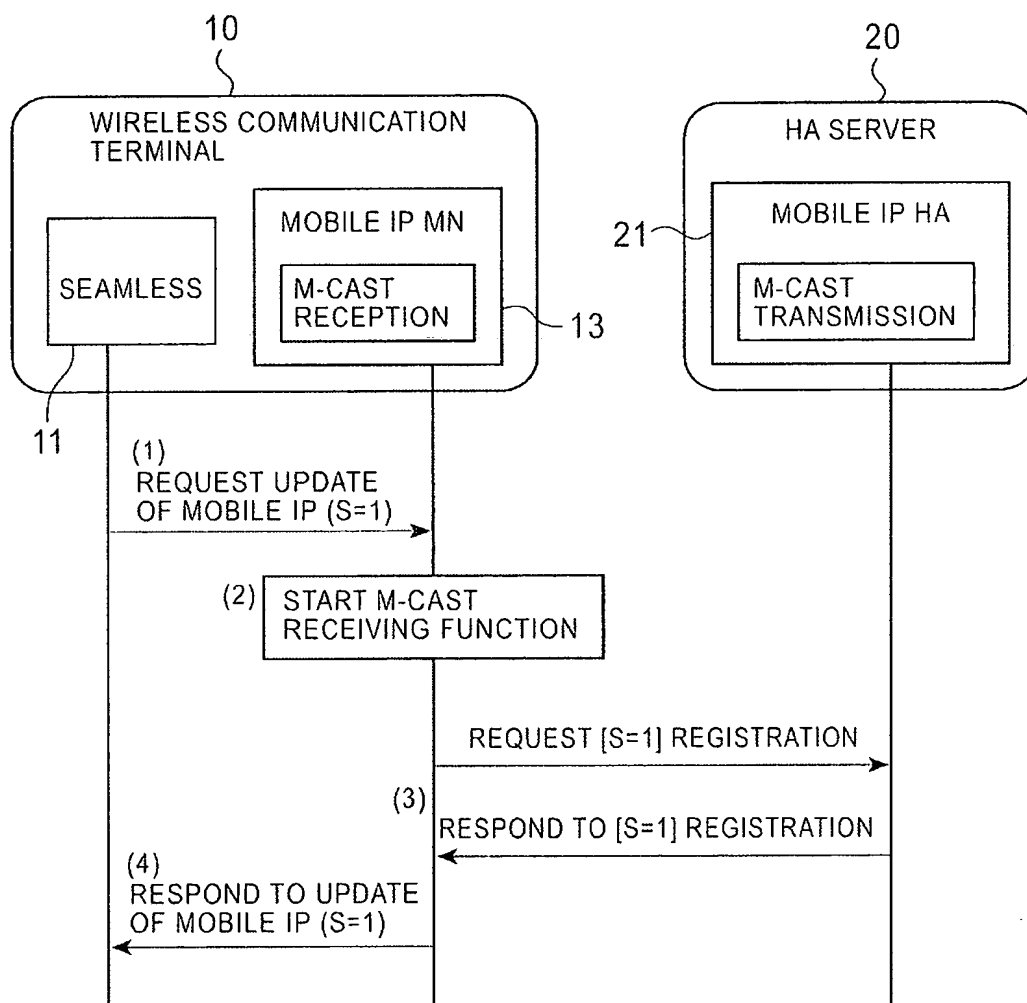 10
20
WIRELESS COMMUNICATION
TERMINAL
HA SERVER
MOBILE IP MN
MOBILE IP HA
21
SEAMLESS
M-CAST
RECEPTION
M-CAST
TRANSMISSION
13
11
(1)
REQUEST UPDATE
OF MOBILE IP (S=1)
(2)
START M-CAST
RECEIVING FUNCTION
REQUEST [S=1] REGISTRATION
(3)
RESPOND TO [S=1] REGISTRATION
(4)
RESPOND TO UPDATE
OF MOBILE IP (S=1)